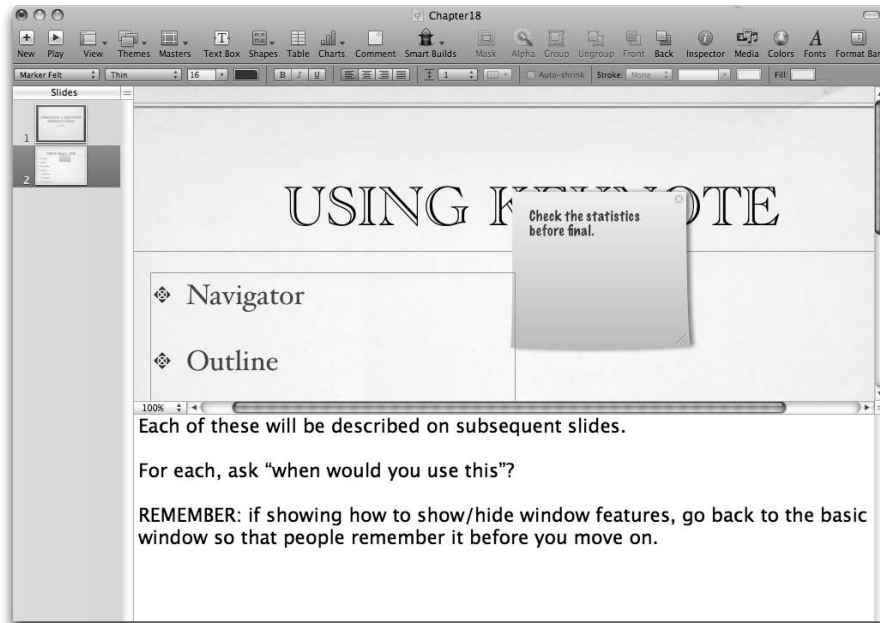 Chapter18
New Play View Themes Masters Text Box Shapes Table Charts Comment Smart Builds Mask Alpha Group Ungroup Front Back Inspector Media Colors Fonts Format Bar
Marker Felt Thin 16 B I U 1 Auto-shrink Stroke: None Fill:
Slides
1
2
USING KEYNOTE
Check the statistics
before final.
Navigator
Outline
100%
Each of these will be described on subsequent slides.
For each, ask “when would you use this”?
REMEMBER: if showing how to show/hide window features, go back to the basic
window so that people remember it before you move on.